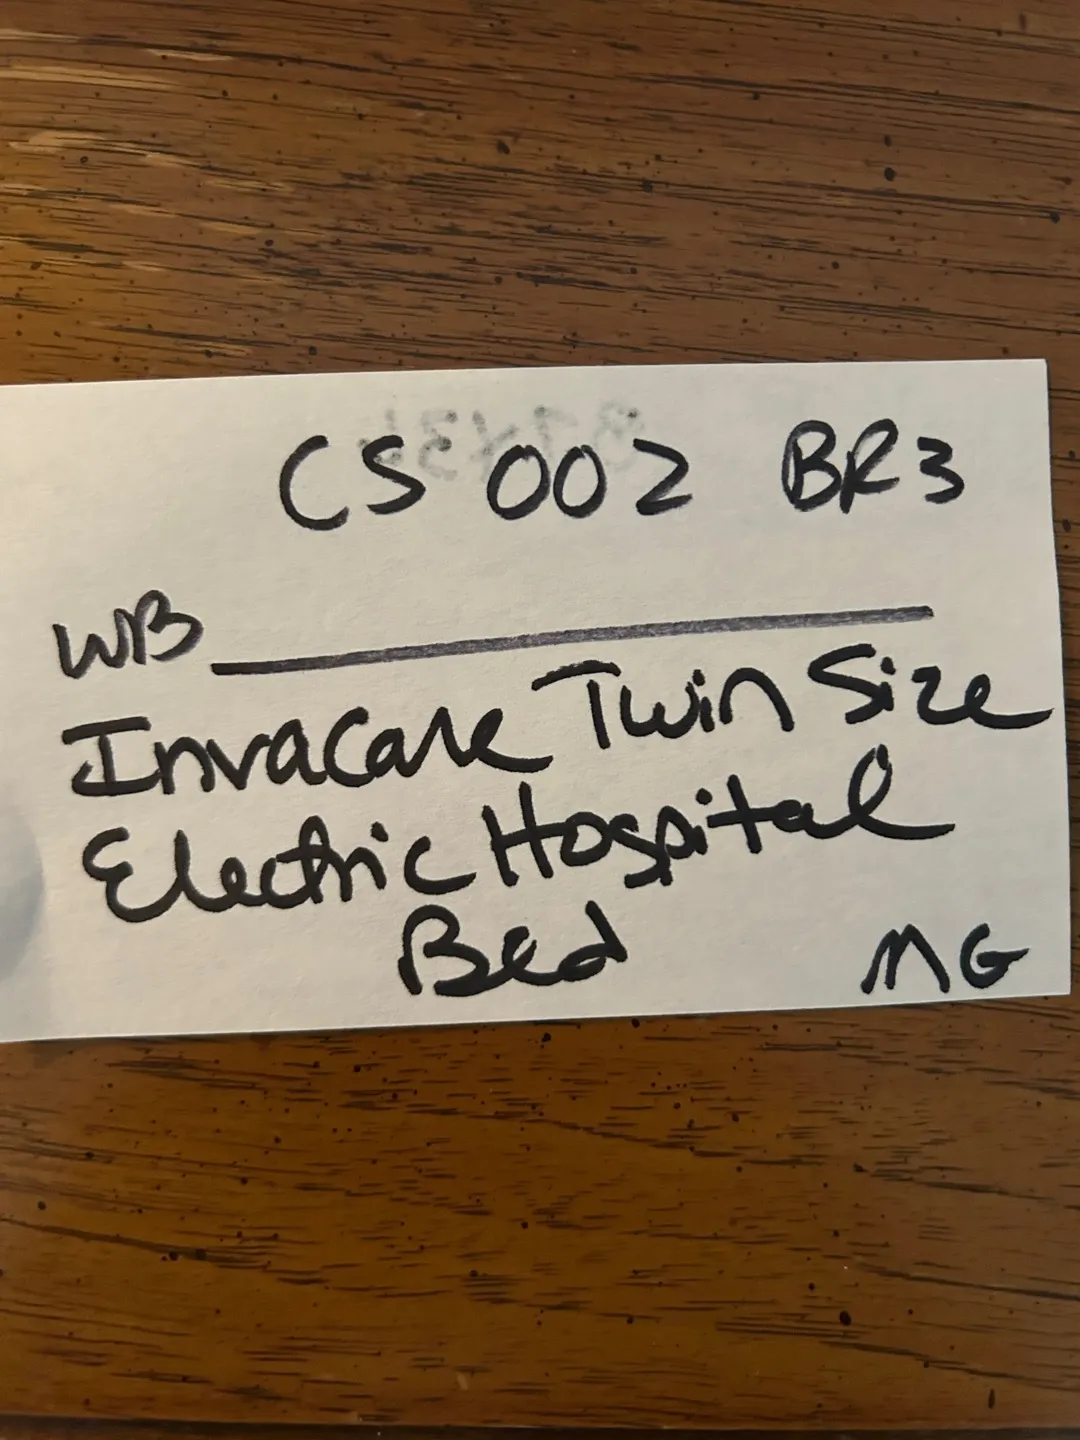 CS 002 BR3
WB
Invacare Twin Size
Electric Hospital
Bed MG